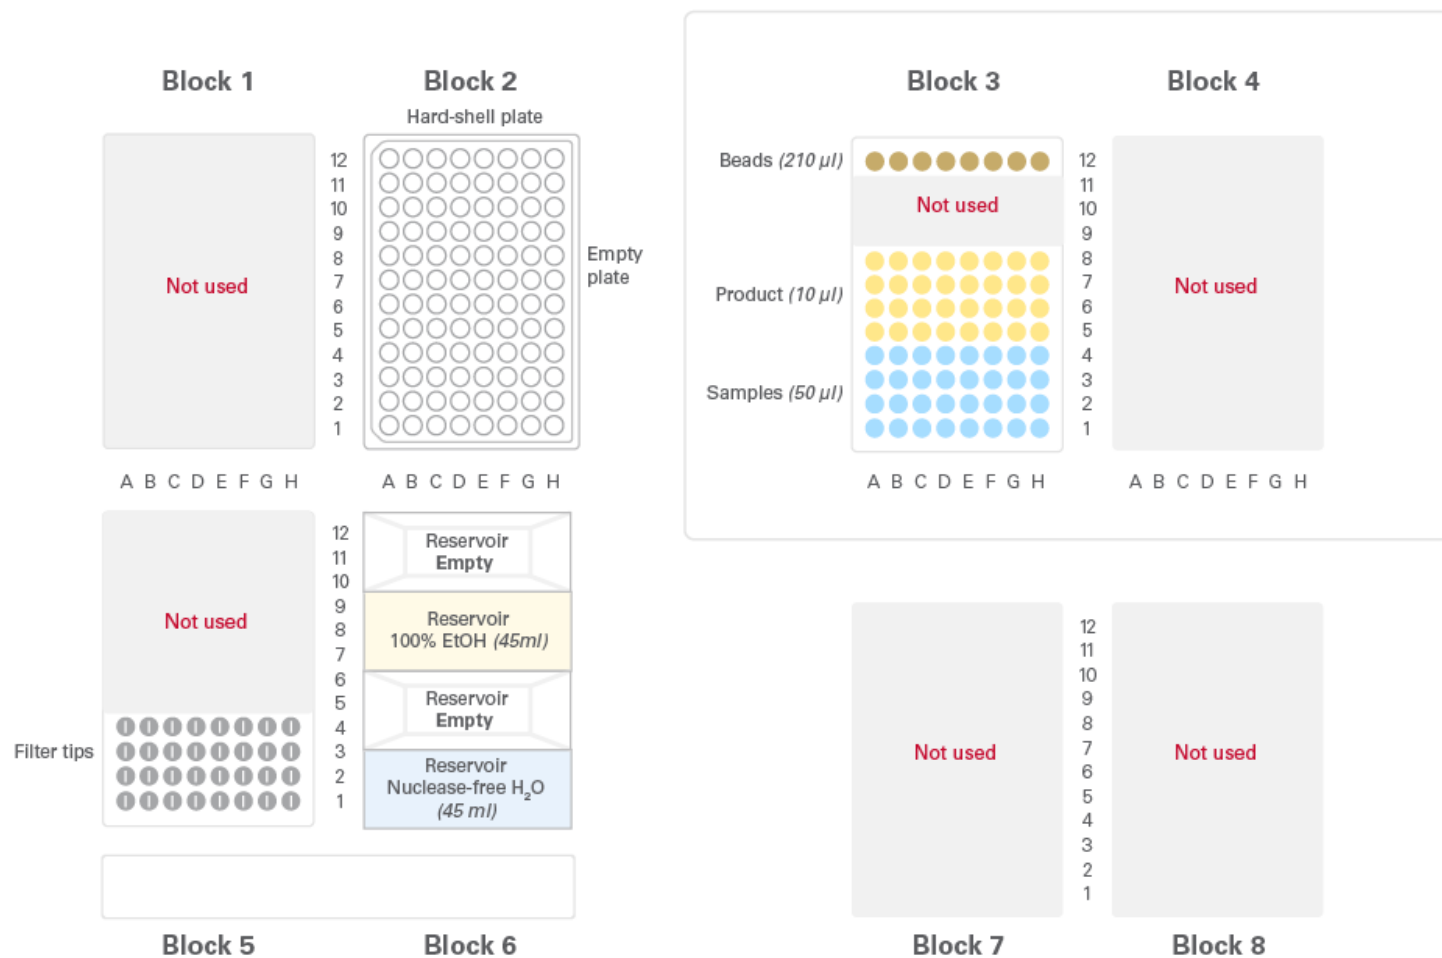 Block 1
Block 2
Hard-shell plate
Not used
12
11
10
9
8
7
6
5
4
3
2
1
Empty
plate
A B C D E F G H
A B C D E F G H
Block 3
Block 4
Beads (210 µl)
Not used
Product (10 µl)
Samples (50 µl)
12
11
10
9
8
7
6
5
4
3
2
1
Not used
A B C D E F G H
A B C D E F G H
Not used
Filter tips
12
11
10
9
8
7
6
5
4
3
2
1
Reservoir
Empty
Reservoir
100% EtOH (45ml)
Reservoir
Empty
Reservoir
Nuclease-free H₂O
(45 ml)
Block 5
Block 6
Not used
12
11
10
9
8
7
6
5
4
3
2
1
Not used
Block 7
Block 8